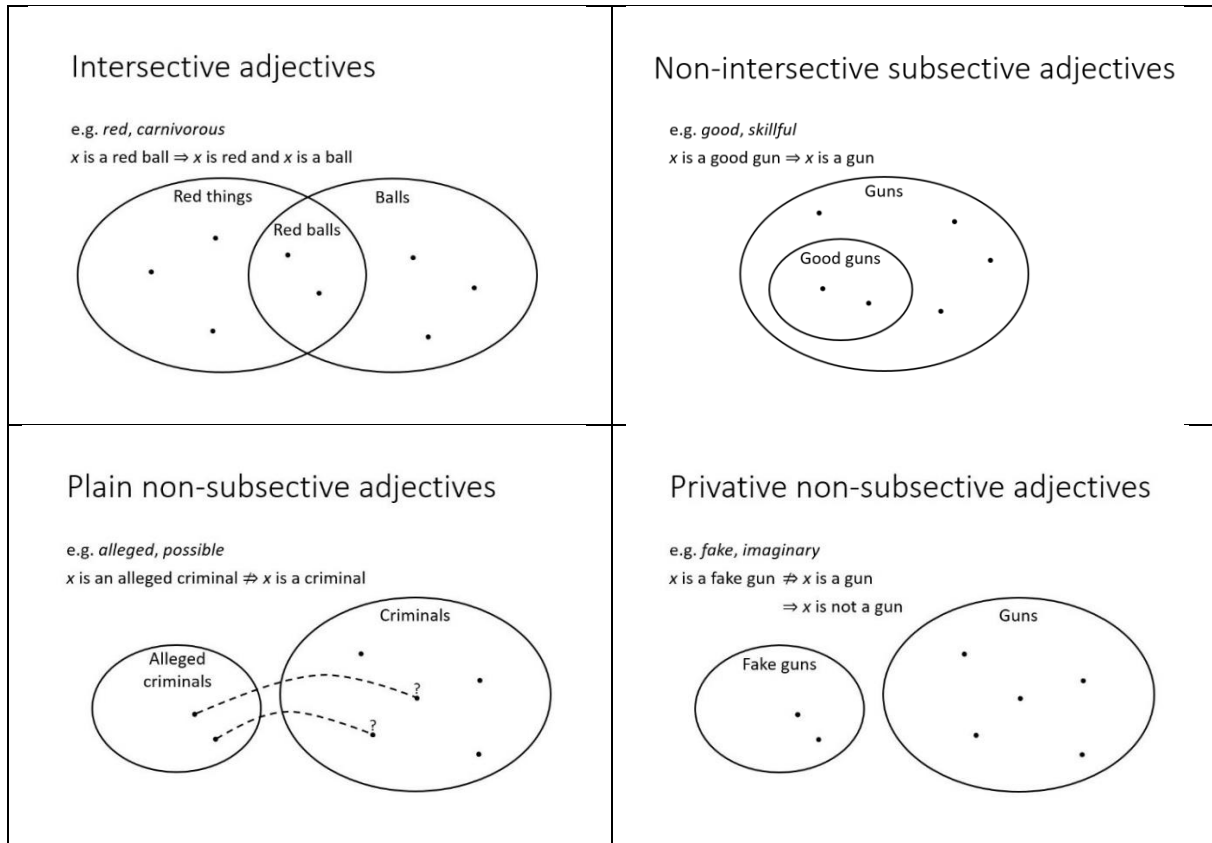 Intersective adjectives
e.g. red, carnivorous
x is a red ball ⇒ x is red and x is a ball
Red things
Balls
Red balls
Non-intersective subsective adjectives
e.g. good, skillful
x is a good gun ⇒ x is a gun
Guns
Good guns
Plain non-subsective adjectives
e.g. alleged, possible
x is an alleged criminal ⇏ x is a criminal
Criminals
Alleged
criminals
?
?
Privative non-subsective adjectives
e.g. fake, imaginary
x is a fake gun ⇏ x is a gun
⇒ x is not a gun
Guns
Fake guns